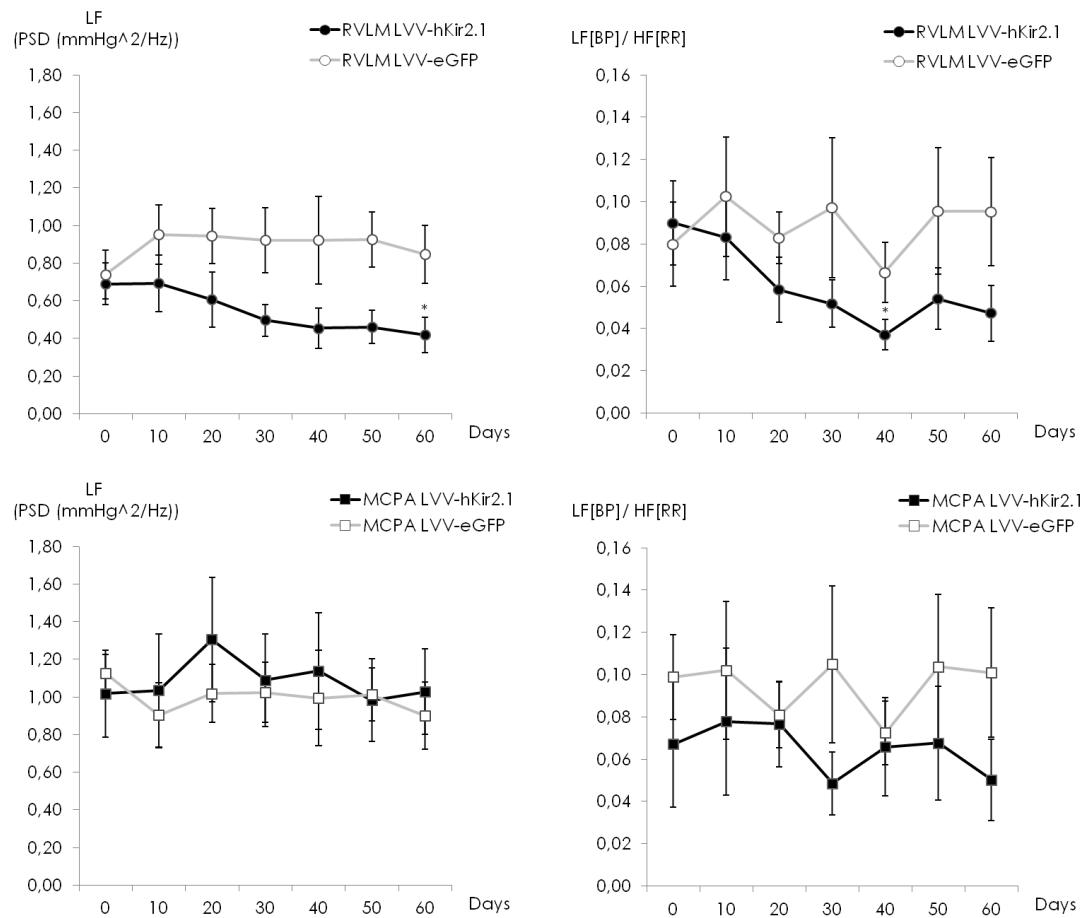 LF
(PSD (mmHg^2/Hz))
RVLM LVV-hKir2.1
RVLM LVV-eGFP
1,80
1,60
1,40
1,20
1,00
0,80
0,60
0,40
0,20
0,00
*
0 10 20 30 40 50 60 Days
LF[BP] / HF[RR]
RVLM LVV-hKir2.1
RVLM LVV-eGFP
0,16
0,14
0,12
0,10
0,08
0,06
0,04
0,02
0,00
*
0 10 20 30 40 50 60 Days
LF
(PSD (mmHg^2/Hz))
MCPA LVV-hKir2.1
MCPA LVV-eGFP
1,80
1,60
1,40
1,20
1,00
0,80
0,60
0,40
0,20
0,00
0 10 20 30 40 50 60 Days
LF[BP] / HF[RR]
MCPA LVV-hKir2.1
MCPA LVV-eGFP
0,16
0,14
0,12
0,10
0,08
0,06
0,04
0,02
0,00
0 10 20 30 40 50 60 Days